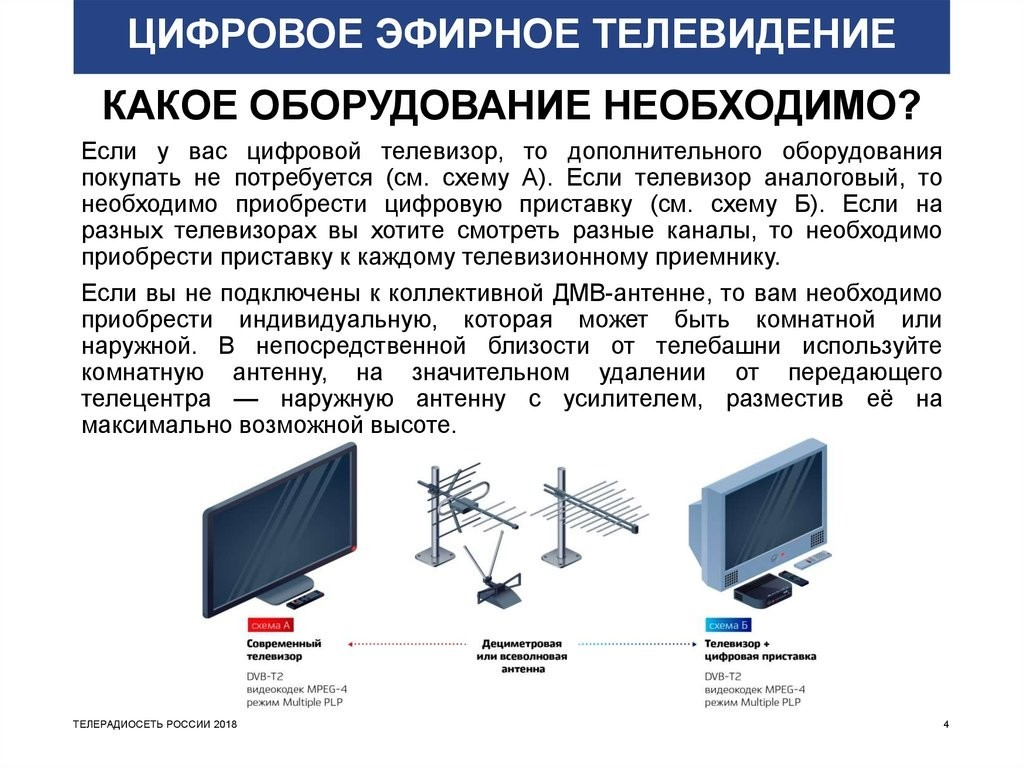 ЦИФРОВОЕ ЭФИРНОЕ ТЕЛЕВИДЕНИЕ
КАКОЕ ОБОРУДОВАНИЕ НЕОБХОДИМО?
Если у вас цифровой телевизор, то дополнительного оборудования
покупать не потребуется (см. схему А). Если телевизор аналоговый, то
необходимо приобрести цифровую приставку (см. схему Б). Если на
разных телевизорах вы хотите смотреть разные каналы, то необходимо
приобрести приставку к каждому телевизионному приемнику.
Если вы не подключены к коллективной ДМВ-антенне, то вам необходимо
приобрести индивидуальную, которая может быть комнатной или
наружной. В непосредственной близости от телебашни используйте
комнатную антенну, на значительном удалении от передающего
телецентра — наружную антенну с усилителем, разместив её на
максимально возможной высоте.
схема А
Современный
телевизор
DVB-T2
видеокодек MPEG-4
режим Multiple PLP
Дециметровая
или всеволновая
антенна
схема Б
Телевизор +
цифровая приставка
DVB-T2
видеокодек MPEG-4
режим Multiple PLP
ТЕЛЕРАДИОСЕТЬ РОССИИ 2018
4